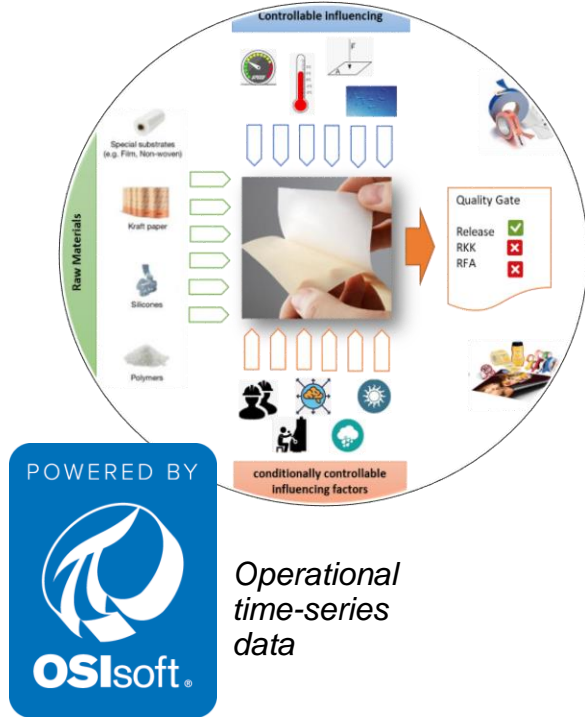 Controllable influencing
Special substrates
(e.g. Film, Non-woven)
Kraft paper
Silicones
Polymers
Raw Materials
F
A
Quality Gate
Release
RKK
RFA
conditionally controllable
influencing factors
POWERED BY
OSIsoft®
Operational
time-series
data